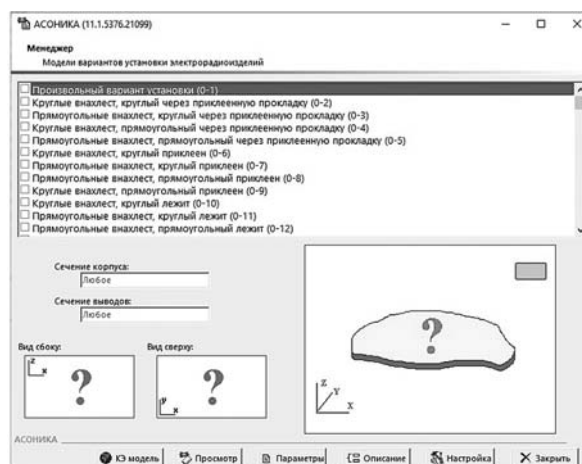 АСОНИКА (11.1.5376.21099)
Менеджер
Модели вариантов установки электрорадиоизделий
Произвольный вариант установки (0-1)
Круглые внахлест, круглый через приклеенную прокладку (0-2)
Прямоугольные внахлест, круглый через приклеенную прокладку (0-3)
Круглые внахлест, прямоугольный через приклеенную прокладку (0-4)
Прямоугольные внахлест, прямоугольный через приклеенную прокладку (0-5)
Круглые внахлест, круглый приклеен (0-6)
Прямоугольные внахлест, круглый приклеен (0-7)
Прямоугольные внахлест, прямоугольный приклеен (0-8)
Круглые внахлест, прямоугольный приклеен (0-9)
Круглые внахлест, круглый лежит (0-10)
Прямоугольные внахлест, круглый лежит (0-11)
Прямоугольные внахлест, прямоугольный лежит (0-12)
Сечение корпуса:
Любое
Сечение выводов:
Любое
Вид сбоку: Вид сверху:
z
x
?
y
x
?
?
Z
Y
X
АСОНИКА
КЭ модель Просмотр Параметры Описание Настройка Закрыть